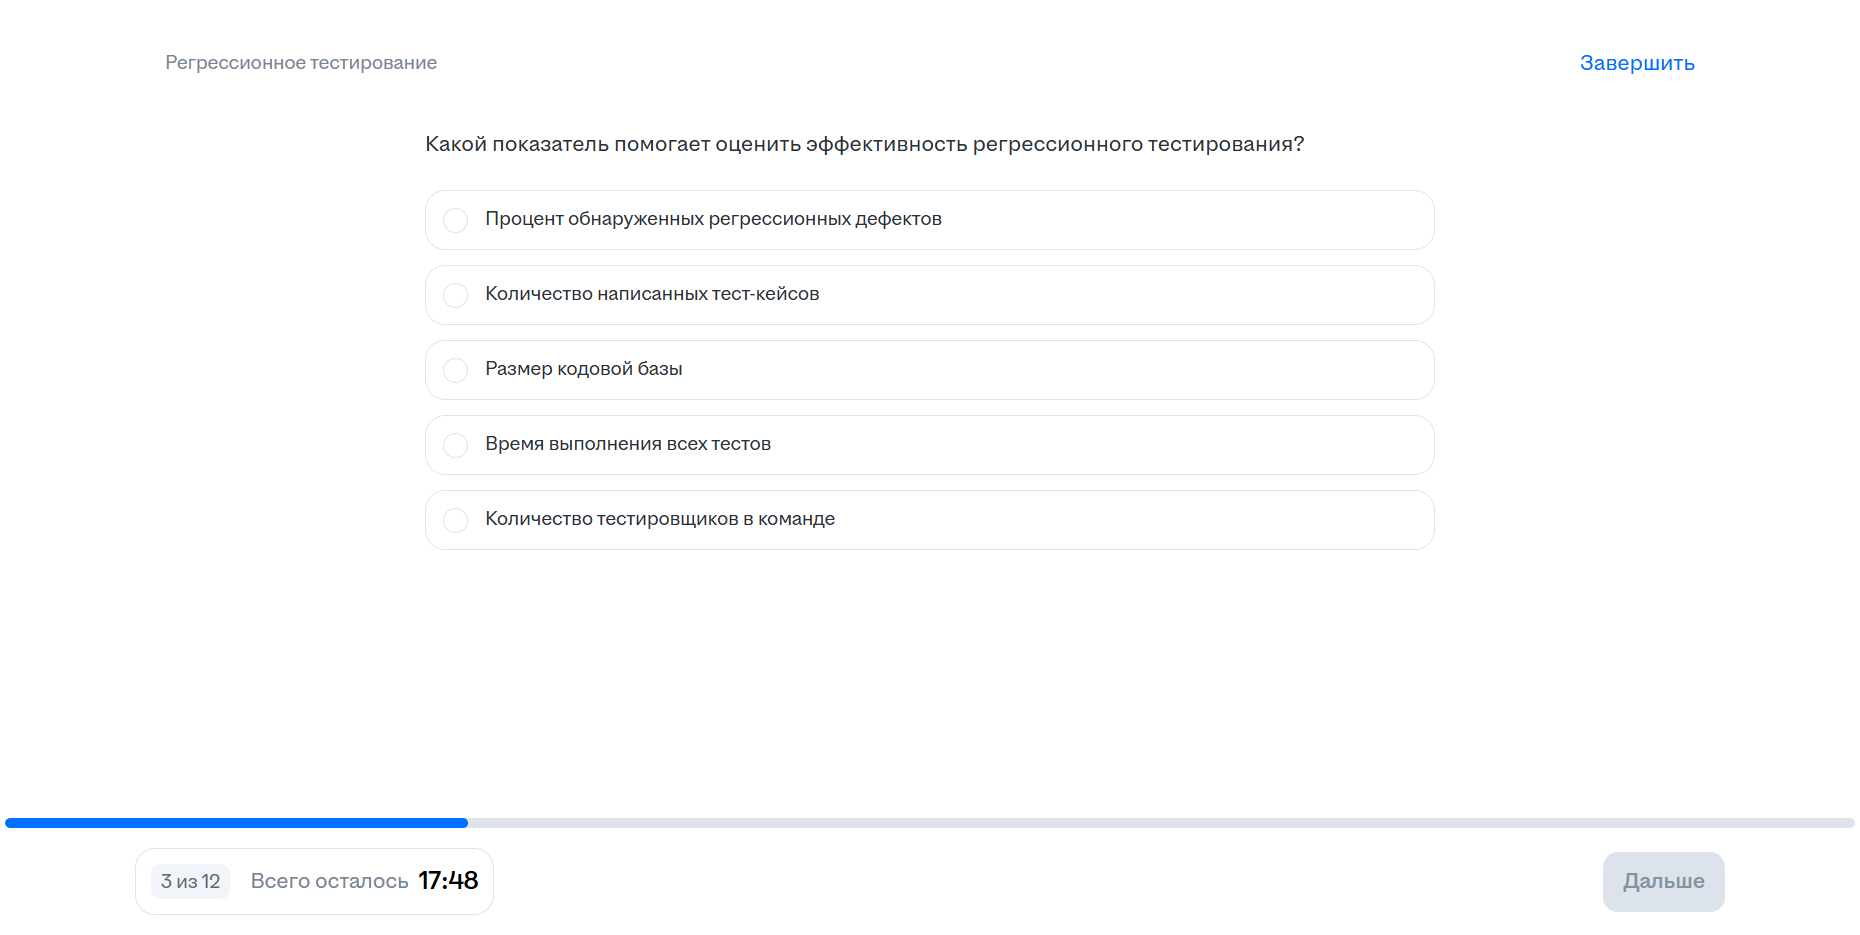 Регрессионное тестирование
Завершить
Какой показатель помогает оценить эффективность регрессионного тестирования?
Процент обнаруженных регрессионных дефектов
Количество написанных тест-кейсов
Размер кодовой базы
Время выполнения всех тестов
Количество тестировщиков в команде
3 из 12
Всего осталось 17:48
Дальше